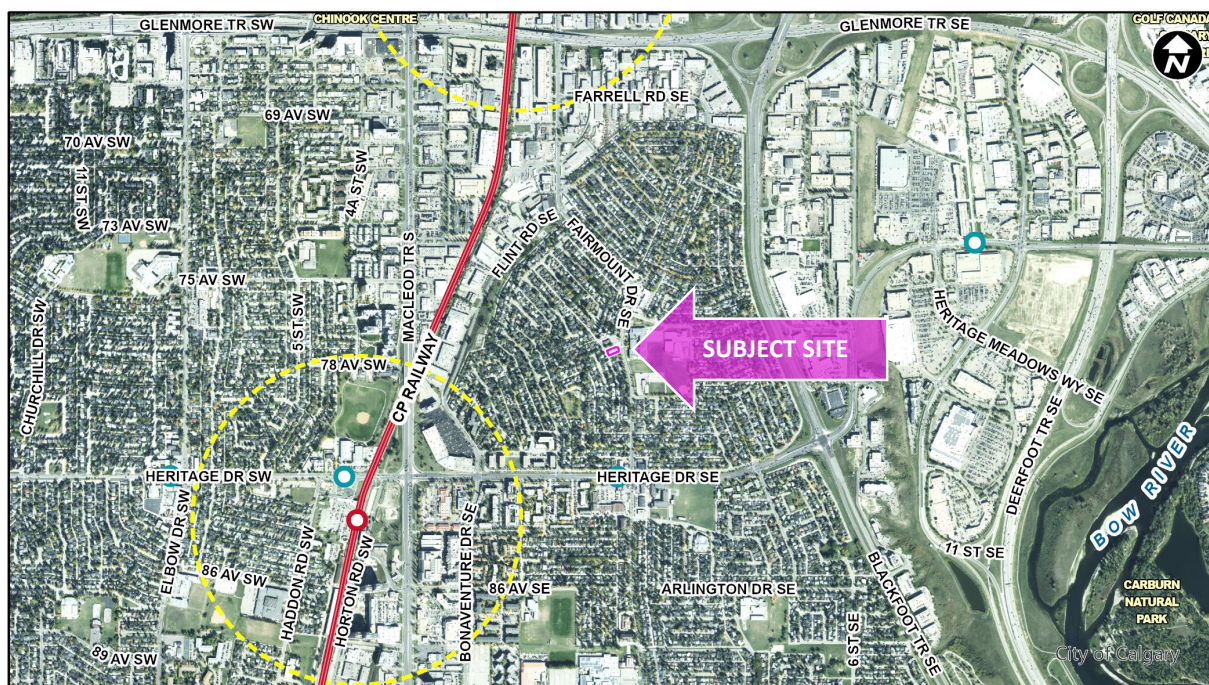 GLENMORE TR SW
CHINOOK CENTRE
GLENMORE TR SE
GOLF CANADA
N
FARRELL RD SE
69 AV SW
70 AV SW
11 ST SW
4A ST SW
73 AV SW
75 AV SW
5 ST SW
MACLEOD TR S
FLINT RD SE
FAIRMOUNT DR SE
CHURCHILL DR SW
78 AV SW
CP RAILWAY
SUBJECT SITE
HERITAGE MEADOWS WY SE
DEERFOOT TR SE
BOW RIVER
HERITAGE DR SW
HERITAGE DR SE
ELBOW DR SW
86 AV SW
HADDON RD SW
HORTON RD SW
BONAVENTURE DR SE
86 AV SE
ARLINGTON DR SE
11 ST SE
BLACKFOOT TR SE
6 ST SE
89 AV SW
CARBURN
NATURAL
PARK
City of Calgary